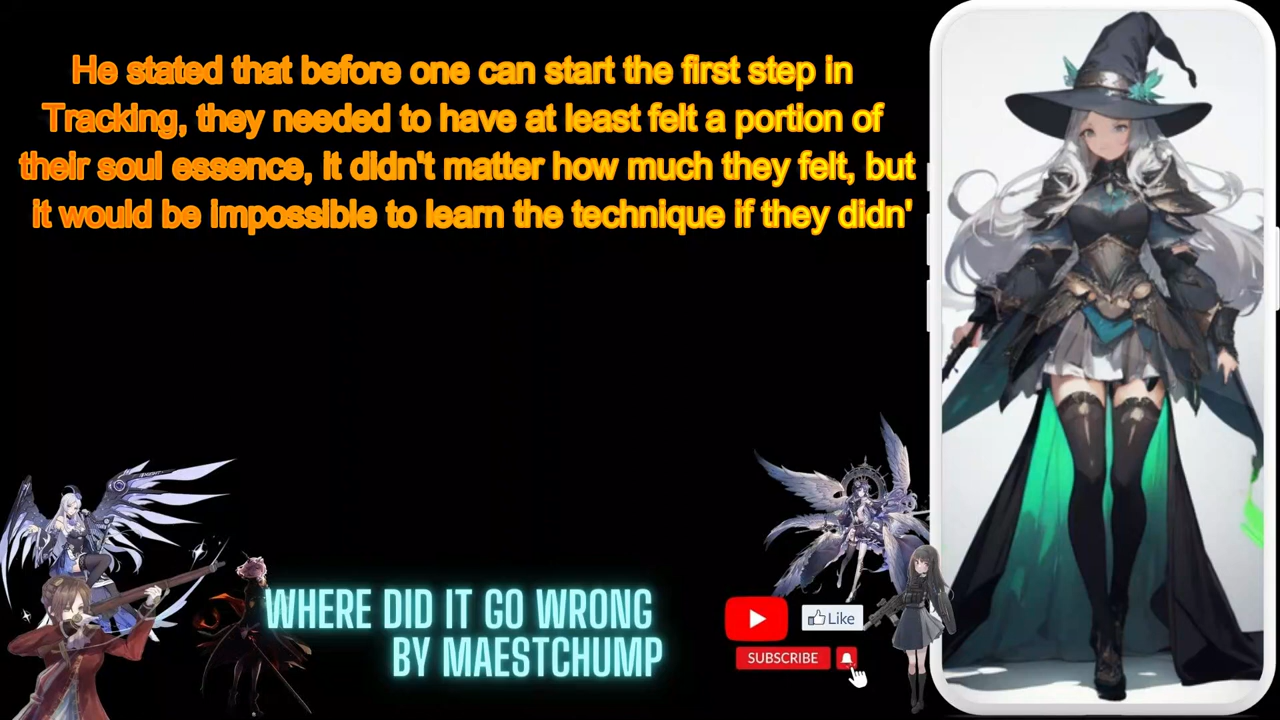 He stated that before one can start the first step in
Tracking, they needed to have at least felt a portion of
their soul essence, it didn't matter how much they felt, but
it would be impossible to learn the technique if they didn'
WHERE DID IT GO WRONG
BY MAESTCHUMP
Like
SUBSCRIBE